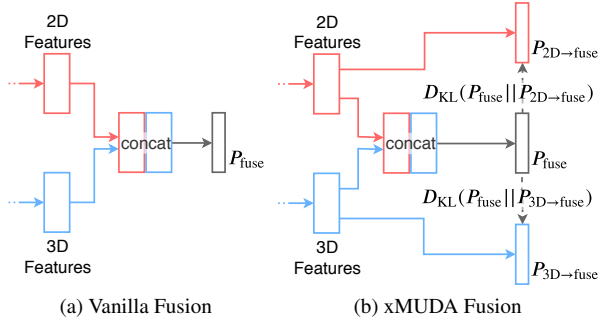 2D
Features
concat
P_fuse
3D
Features
(a) Vanilla Fusion
2D
Features
P_2D→fuse
D_KL(P_fuse||P_2D→fuse)
concat
P_fuse
D_KL(P_fuse||P_3D→fuse)
3D
Features
P_3D→fuse
(b) xMUDA Fusion